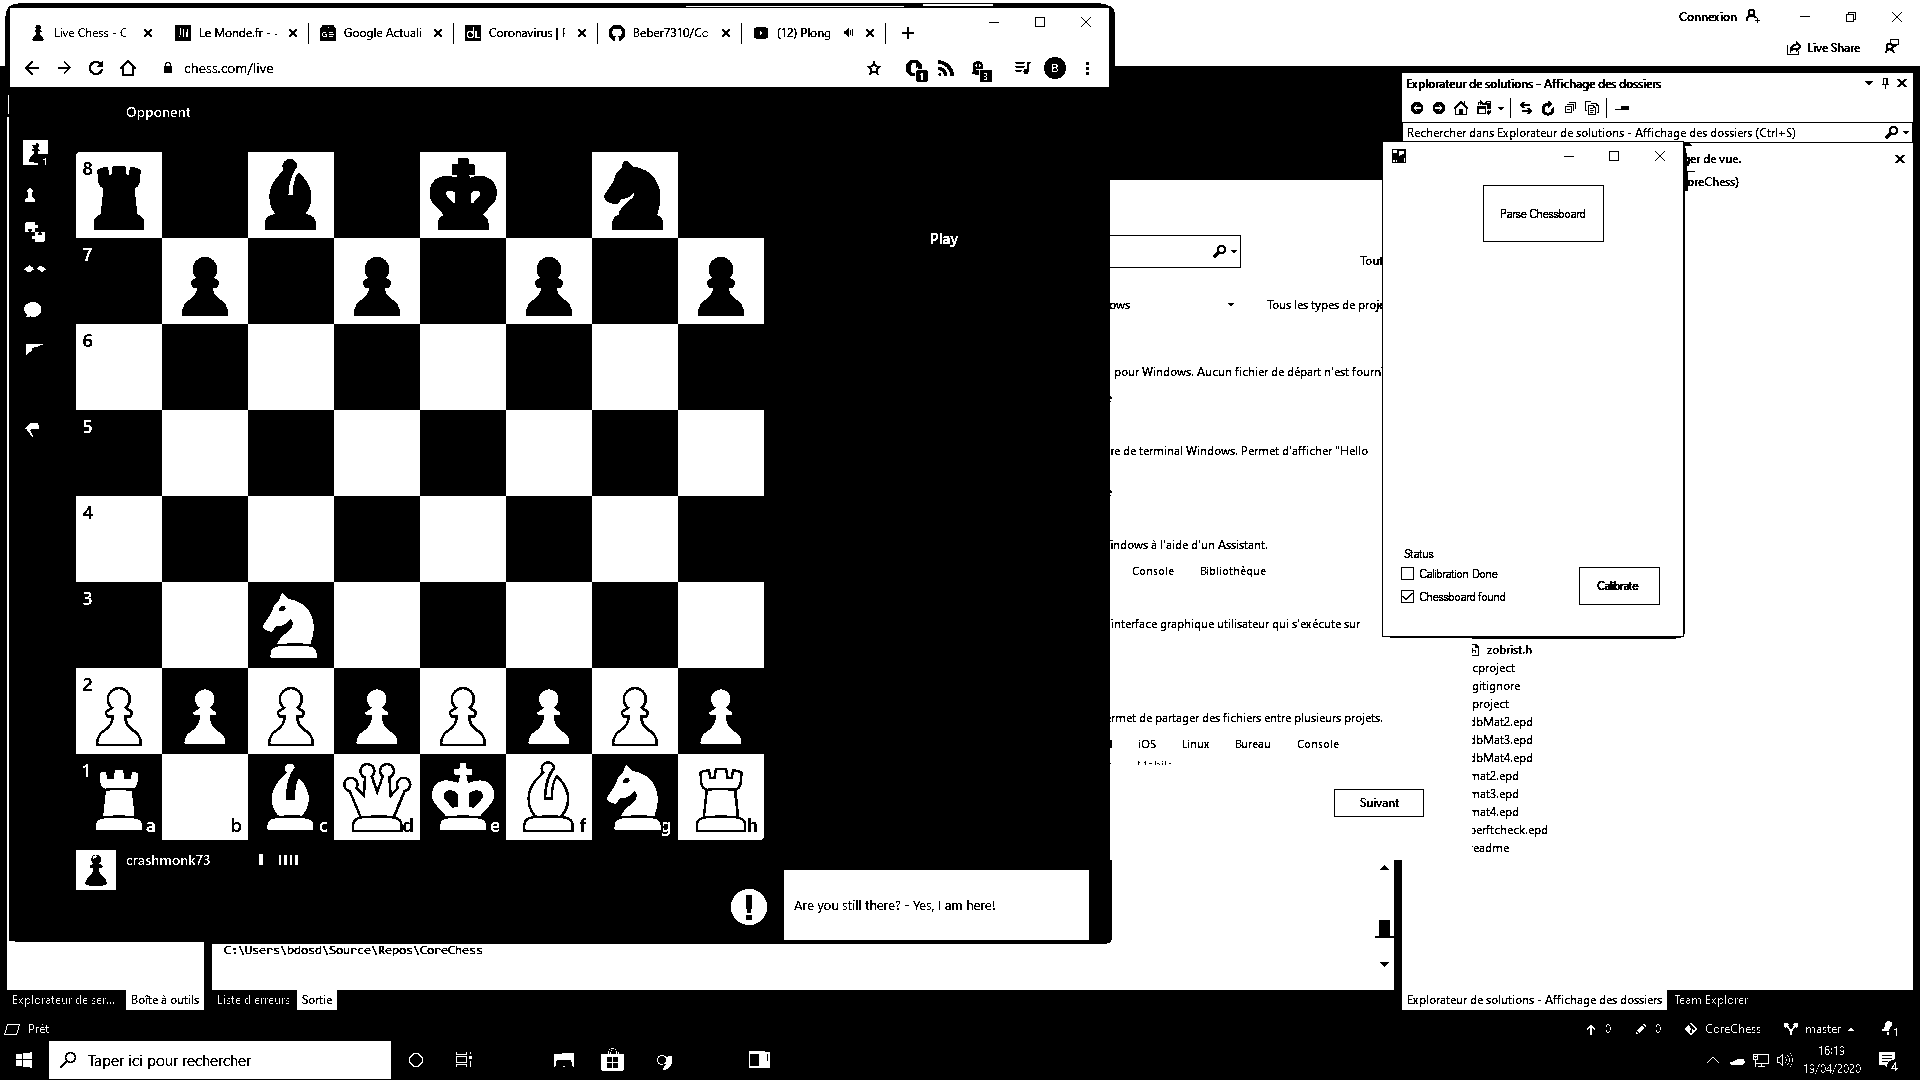 Live Chess - C
Le Monde.fr - -
Google Actuali
Coronavirus |
Beber7310/Co
(12) Plong
Connexion
Live Share
chess.com/live
Explorateur de solutions - Affichage des dossiers
Rechercher dans Explorateur de solutions - Affichage des dossiers (Ctrl+S)
Opponent
ger de vue.
oreChess)
Parse Chessboard
8
7
6
5
4
3
2
1
a b c d e f g h
Play
Tout
ows
Tous les types de proje
pour Windows. Aucun fichier de départ n'est fourni
re de terminal Windows. Permet d'afficher "Hello
indows à l'aide d'un Assistant.
Console Bibliothèque
interface graphique utilisateur qui s'exécute sur
ermet de partager des fichiers entre plusieurs projets.
iOS Linux Bureau Console
Suivant
Status
Calibration Done
Chessboard found
Calibrate
zobrist.h
cproject
gitignore
project
dbMat2.epd
dbMat3.epd
dbMat4.epd
mat2.epd
mat3.epd
mat4.epd
perftcheck.epd
readme
crashmonk73
Are you still there? - Yes, I am here!
C:\Users\bdosd\Source\Repos\CoreChess
Explorateur de ser...
Boîte à outils
Liste d'erreurs
Sortie
Explorateur de solutions - Affichage des dossiers
Team Explorer
Prêt
0
0
CoreChess
master
1
Taper ici pour rechercher
16:19
19/04/2020
4